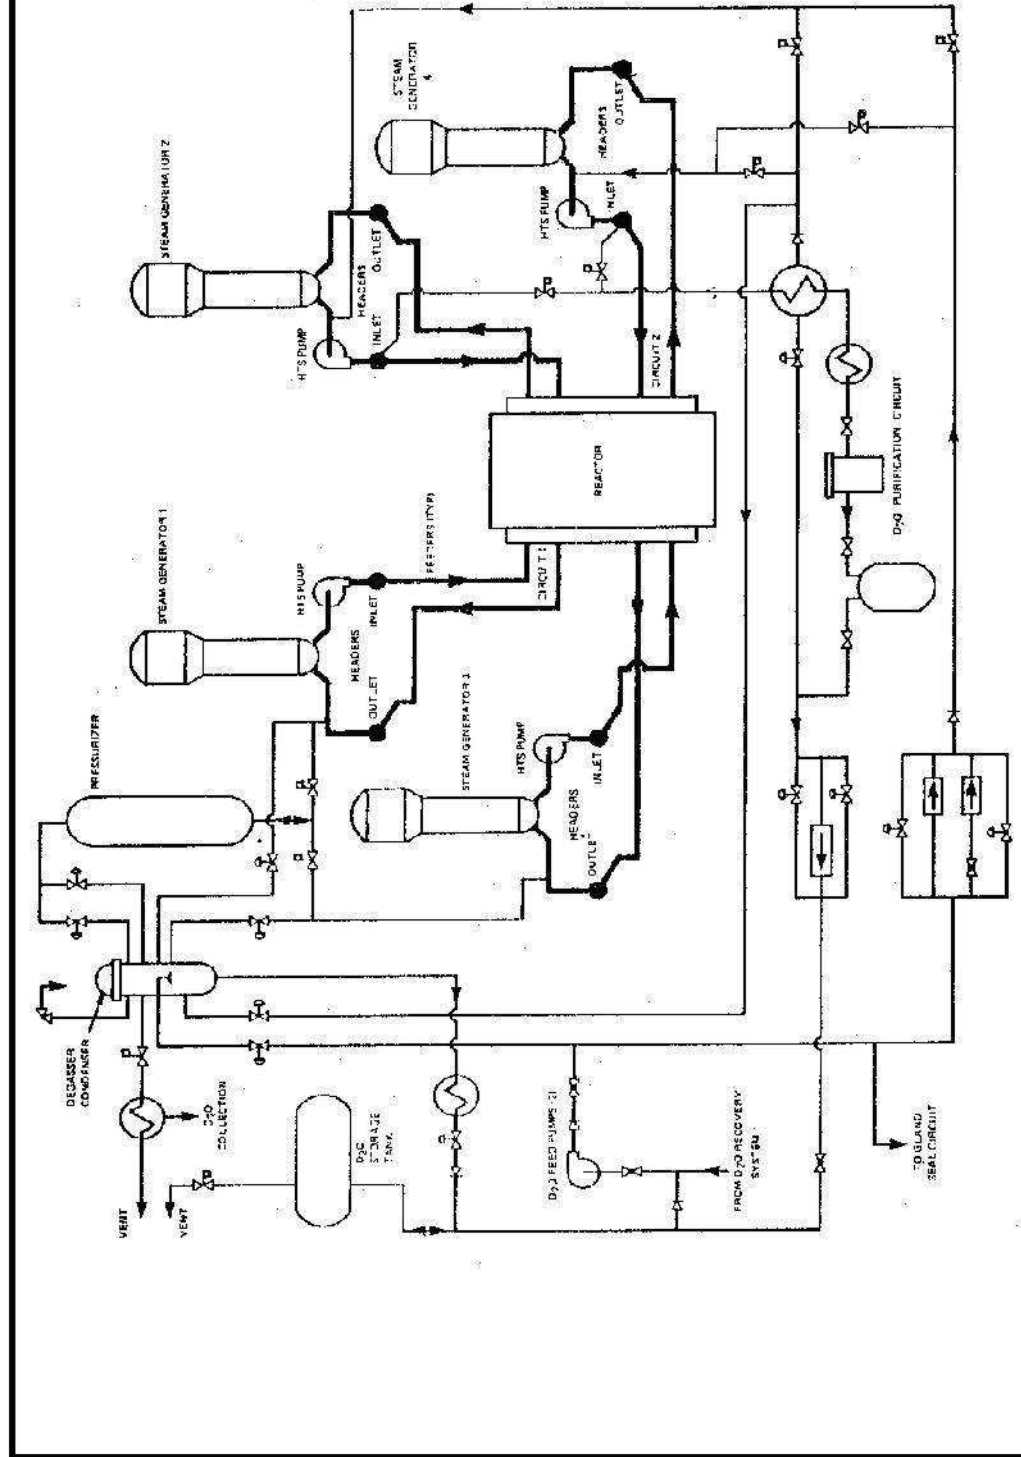 STEAM
GENERATOR
4
STEAM GENERATOR 2
HEADERS
OUTLET
HTS PUMP
INLET
HEADERS
OUTLET
HTS PUMP
INLET
CIRCUIT 2
REACTOR
STEAM GENERATOR 1
HTS PUMP
INLET
FEEDERS (TYP)
CIRCUIT 1
HEADERS
OUTLET
PRESSURIZER
STEAM GENERATOR 3
HTS PUMP
INLET
HEADERS
OUTLET
D2O PURIFICATION CIRCUIT
DEGASSER
CONDENSER
D2O
COLLECTION
VENT
VENT
D2O
STORAGE
TANK
D2O FEED PUMPS (2)
FROM D2O RECOVERY
SYSTEM
TO GLAND
SEAL CIRCUIT
P
P
P
P
P
P
P
P
P
P